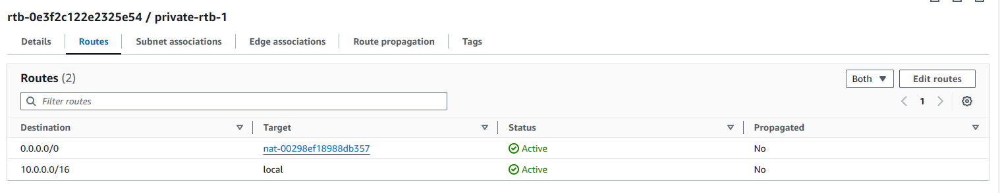 rtb-0e3f2c122e2325e54 / private-rtb-1
Details Routes Subnet associations Edge associations Route propagation Tags
Routes (2) Both Edit routes
Filter routes 1
Destination Target Status Propagated
0.0.0.0/0 nat-00298ef18988db357 Active No
10.0.0.0/16 local Active No